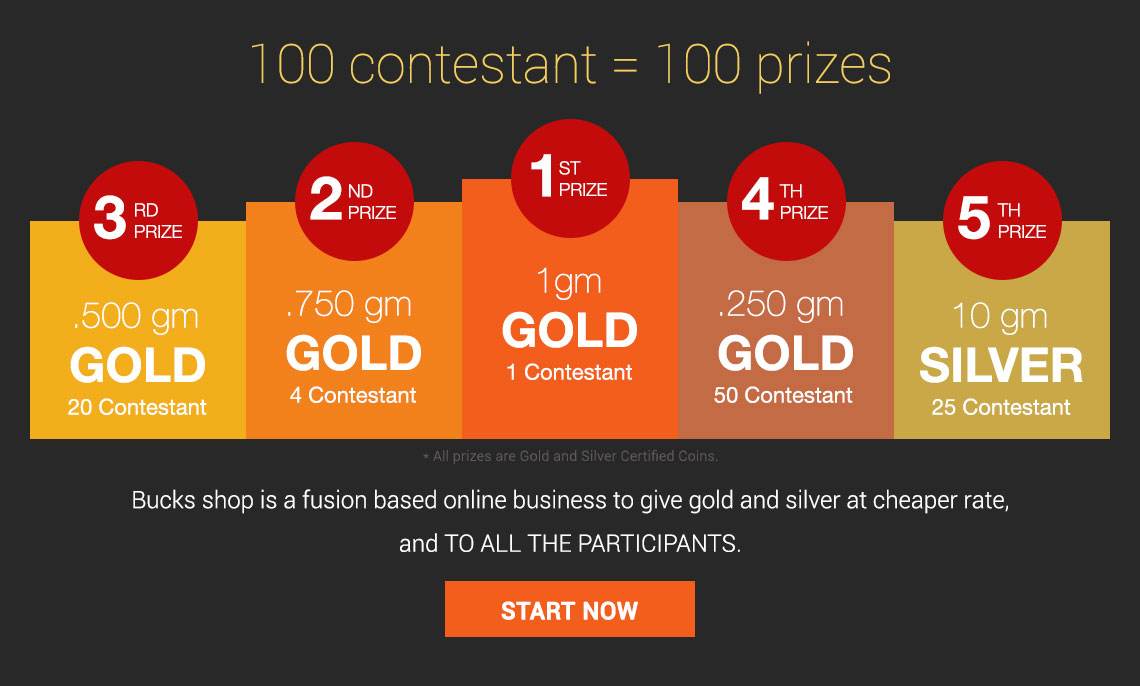 100 contestant = 100 prizes
3 RD PRIZE
.500 gm
GOLD
20 Contestant
2 ND PRIZE
.750 gm
GOLD
4 Contestant
1 ST PRIZE
1gm
GOLD
1 Contestant
4 TH PRIZE
.250 gm
GOLD
50 Contestant
5 TH PRIZE
10 gm
SILVER
25 Contestant
* All prizes are Gold and Silver Certified Coins.
Bucks shop is a fusion based online business to give gold and silver at cheaper rate,
and TO ALL THE PARTICIPANTS.
START NOW